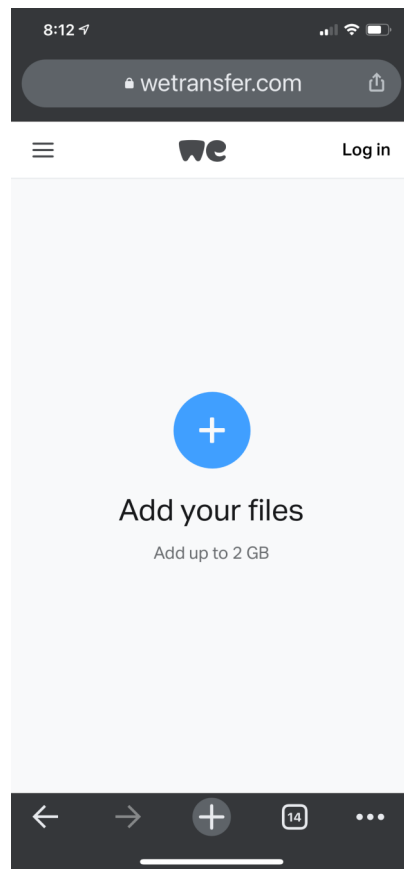 8:12
wetransfer.com
we
Log in
Add your files
Add up to 2 GB
14